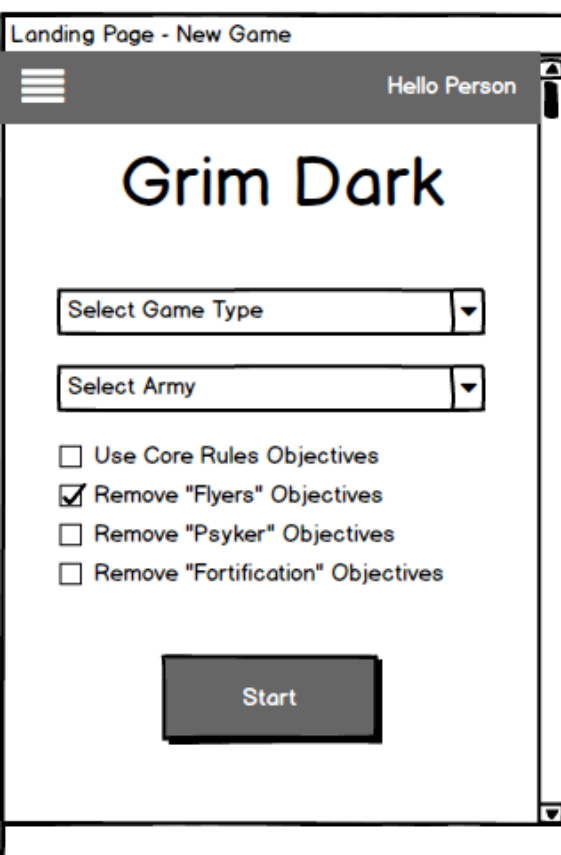 Landing Page - New Game
Hello Person
Grim Dark
Select Game Type
Select Army
Use Core Rules Objectives
Remove "Flyers" Objectives
Remove "Psyker" Objectives
Remove "Fortification" Objectives
Start